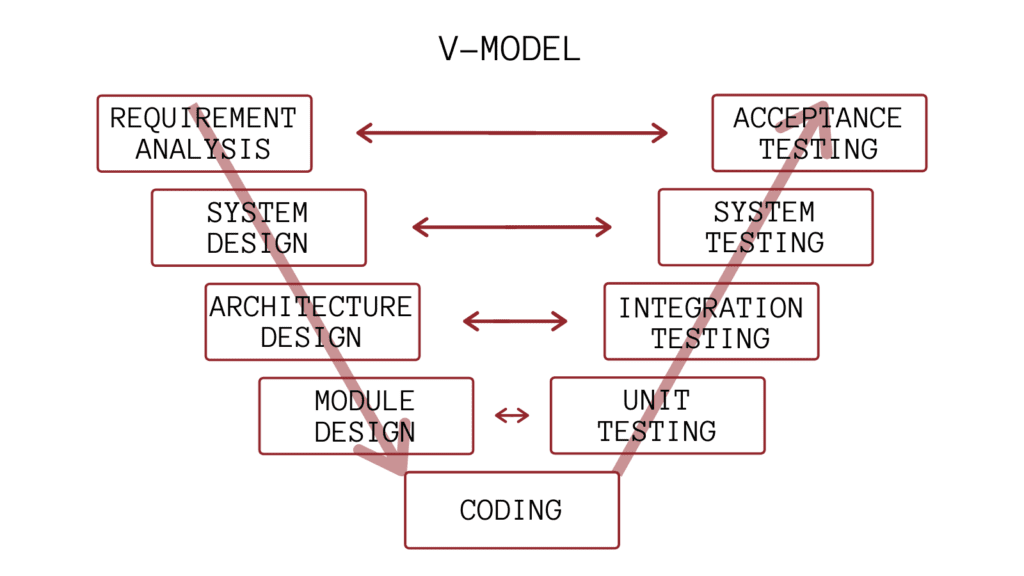 V–MODEL
REQUIREMENT
ANALYSIS
ACCEPTANCE
TESTING
SYSTEM
DESIGN
SYSTEM
TESTING
ARCHITECTURE
DESIGN
INTEGRATION
TESTING
MODULE
DESIGN
UNIT
TESTING
CODING